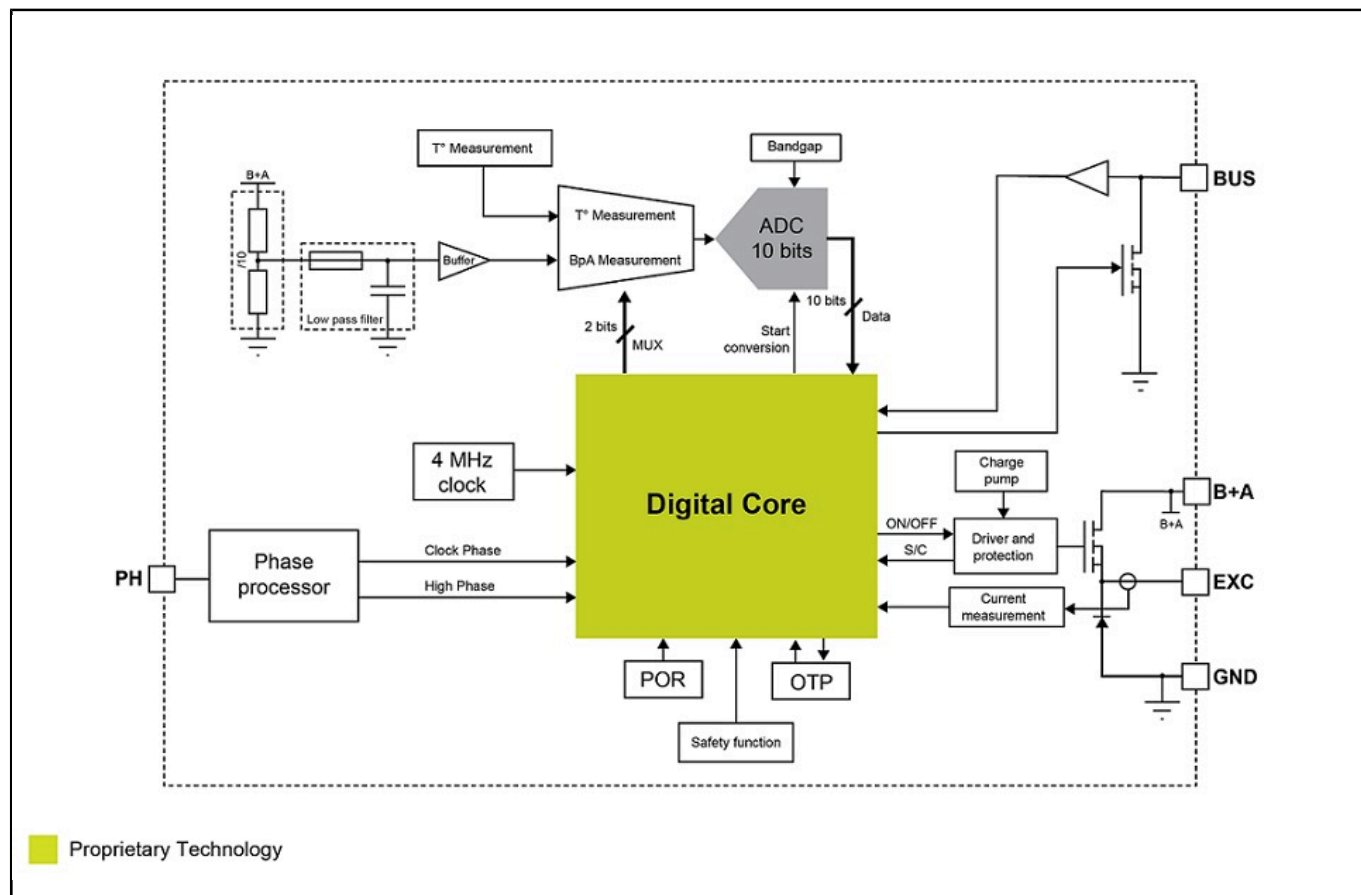 T° Measurement
Bandgap
BUS
B+A
T° Measurement
ADC
10 bits
/10
Buffer
BpA Measurement
Low pass filter
2 bits
MUX
Start
conversion
10 bits
Data
4 MHz
clock
Digital Core
Charge
pump
B+A
B+A
ON/OFF
S/C
Driver and
protection
PH
Phase
processor
Clock Phase
High Phase
EXC
Current
measurement
GND
POR
OTP
Safety function
Proprietary Technology